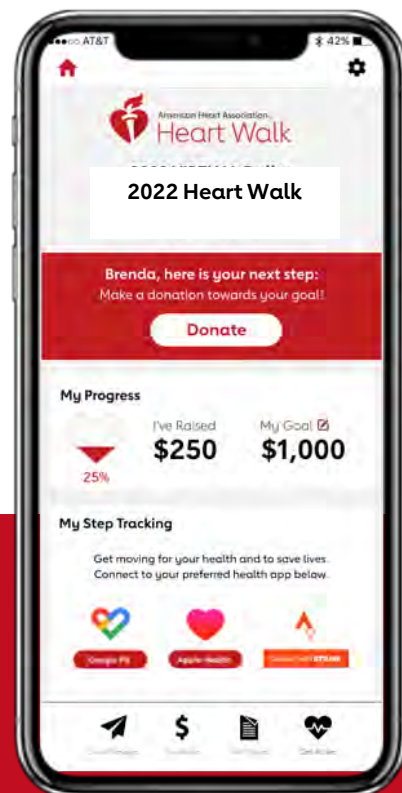 AT&T
42%
American Heart Association
Heart Walk
2022 Heart Walk
Brenda, here is your next step:
Make a donation towards your goal!
Donate
My Progress
I've Raised
My Goal
$250
$1,000
25%
My Step Tracking
Get moving for your health and to save lives.
Connect to your preferred health app below.
Google Fit
Apple Health
STRAVA
$